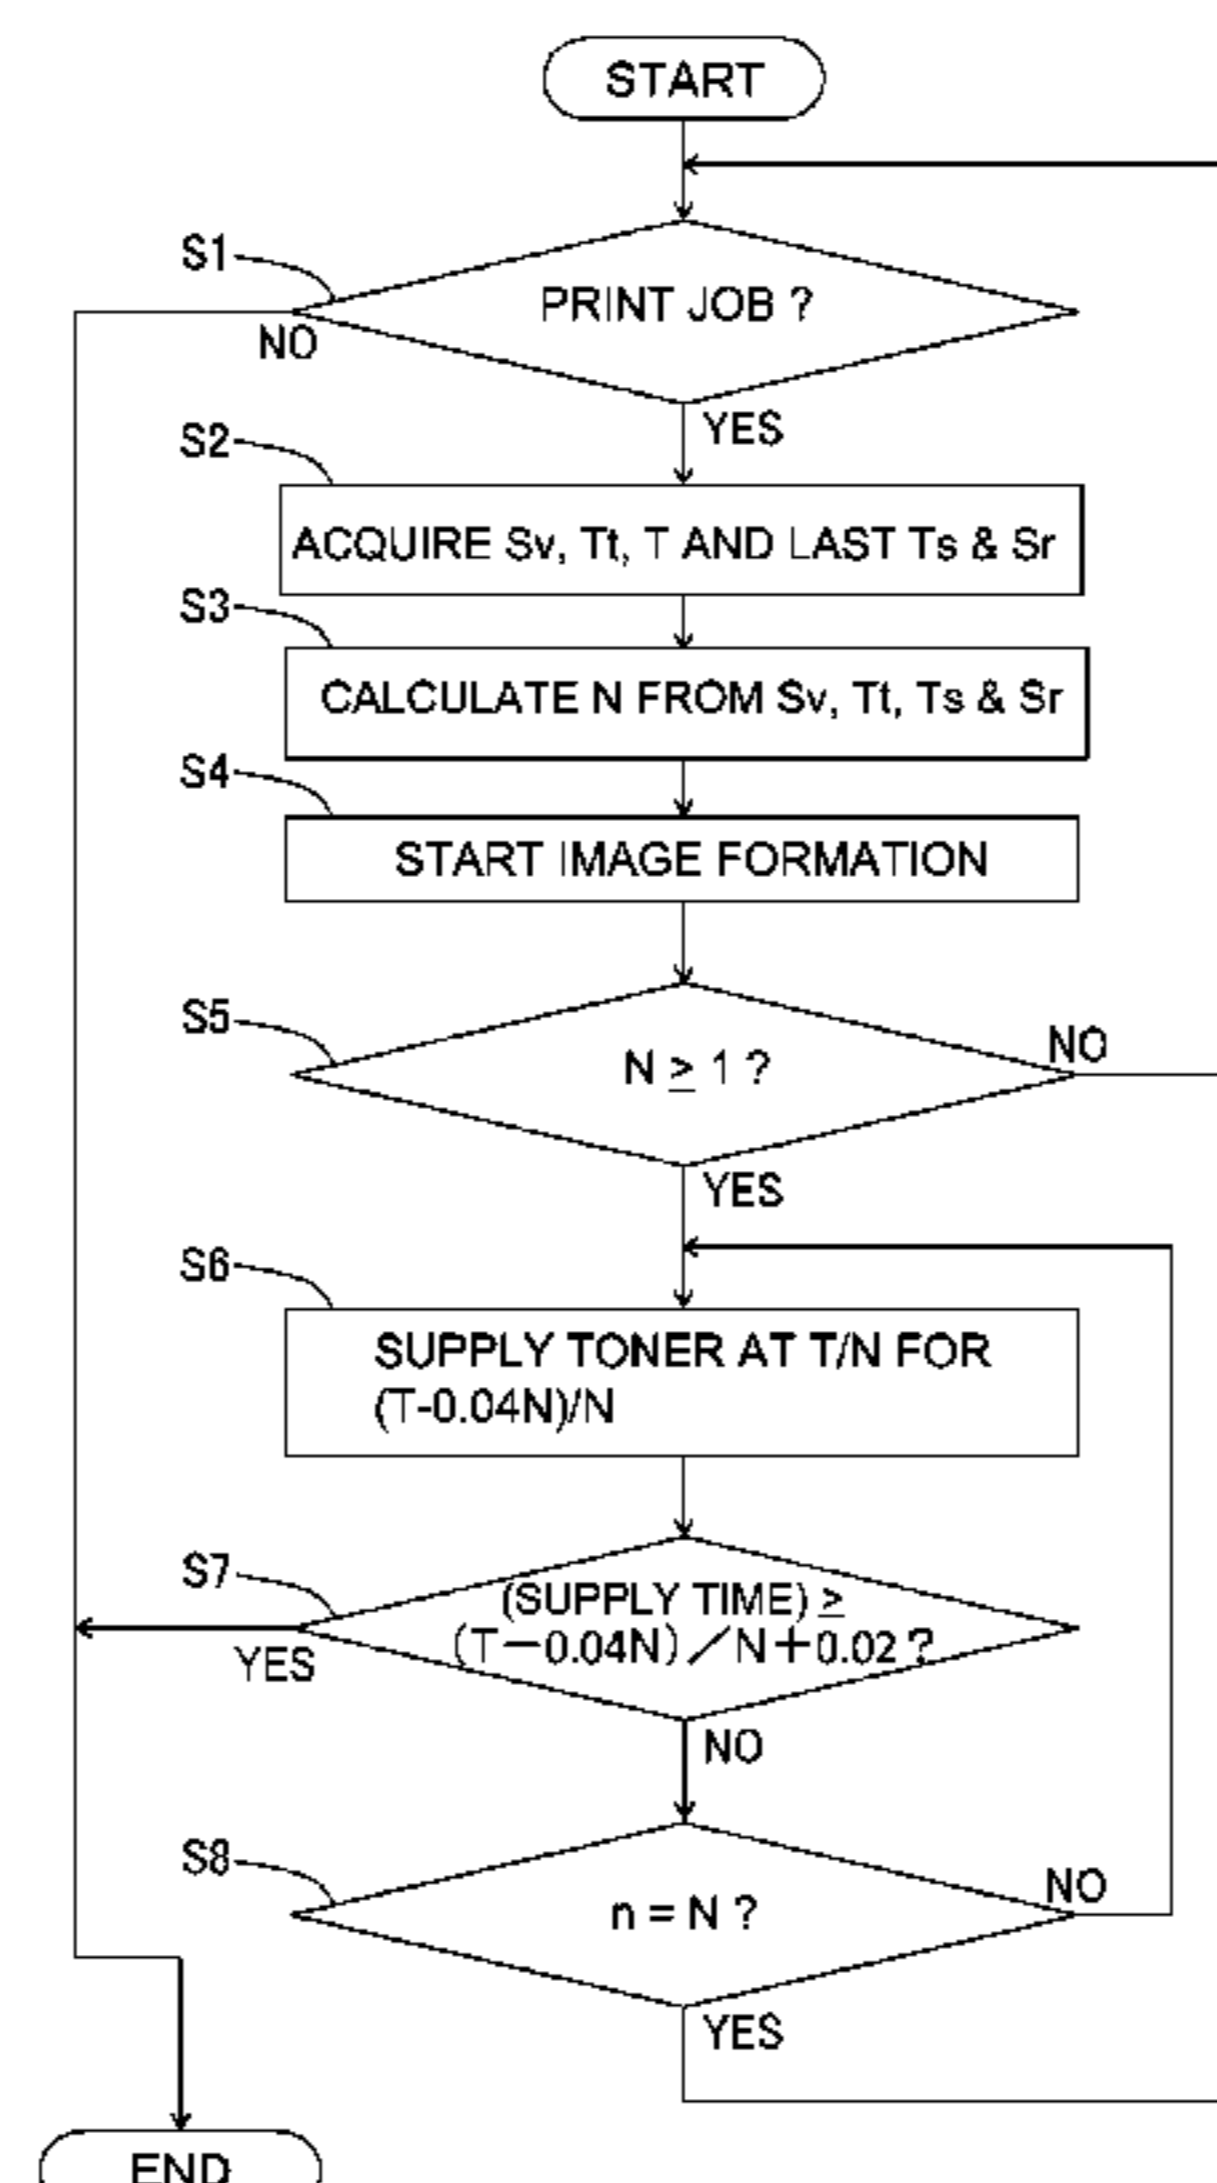 START
S1
PRINT JOB ?
NO
YES
S2
ACQUIRE Sv, Tt, T AND LAST Ts & Sr
S3
CALCULATE N FROM Sv, Tt, Ts & Sr
S4
START IMAGE FORMATION
S5
N ≥ 1 ?
NO
YES
S6
SUPPLY TONER AT T/N FOR
(T-0.04N)/N
S7
(SUPPLY TIME) ≥
(T－0.04N)／N＋0.02 ?
YES
NO
S8
n = N ?
NO
YES
END